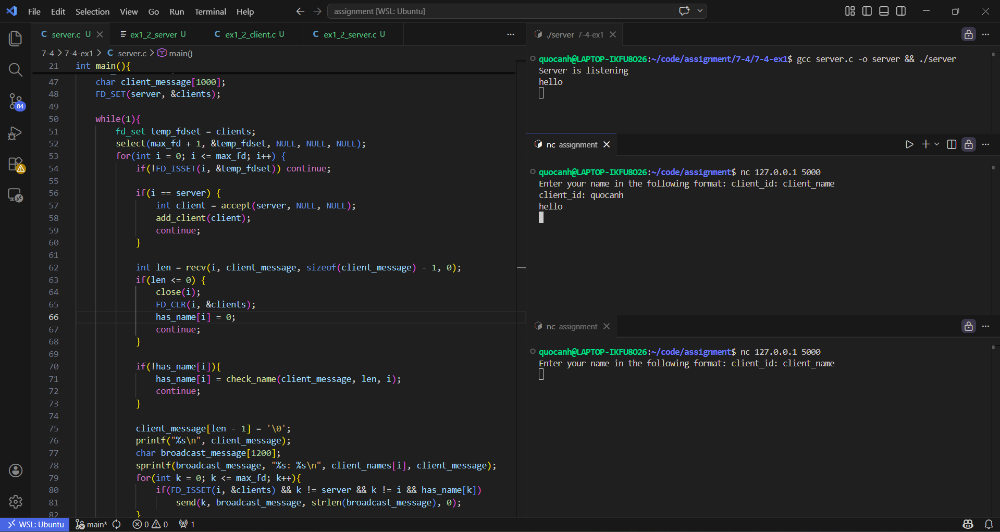 File Edit Selection View Go Run Terminal Help
assignment [WSL: Ubuntu]
C server.c U
ex1_2_server U
C ex1_2_client.c U
C ex1_2_server.c U
7-4 > 7-4-ex1 > C server.c > main()
21 int main(){
47 char client_message[1000];
48 FD_SET(server, &clients);
49
50 while(1){
51 fd_set temp_fdset = clients;
52 select(max_fd + 1, &temp_fdset, NULL, NULL, NULL);
53 for(int i = 0; i <= max_fd; i++) {
54 if(!FD_ISSET(i, &temp_fdset)) continue;
55
56 if(i == server) {
57 int client = accept(server, NULL, NULL);
58 add_client(client);
59 continue;
60 }
61
62 int len = recv(i, client_message, sizeof(client_message) - 1, 0);
63 if(len <= 0) {
64 close(i);
65 FD_CLR(i, &clients);
66 has_name[i] = 0;
67 continue;
68 }
69
70 if(!has_name[i]){
71 has_name[i] = check_name(client_message, len, i);
72 continue;
73 }
74
75 client_message[len - 1] = '\0';
76 printf("%s\n", client_message);
77 char broadcast_message[1200];
78 sprintf(broadcast_message, "%s: %s\n", client_names[i], client_message);
79 for(int k = 0; k <= max_fd; k++){
80 if(FD_ISSET(i, &clients) && k != server && k != i && has_name[k])
81 send(k, broadcast_message, strlen(broadcast_message), 0);
82 }
84
./server 7-4-ex1
quocanh@LAPTOP-IKFU8O26:~/code/assignment/7-4/7-4-ex1$ gcc server.c -o server && ./server
Server is listening
hello
nc assignment
quocanh@LAPTOP-IKFU8O26:~/code/assignment$ nc 127.0.0.1 5000
Enter your name in the following format: client_id: client_name
client_id: quocanh
hello
nc assignment
quocanh@LAPTOP-IKFU8O26:~/code/assignment$ nc 127.0.0.1 5000
Enter your name in the following format: client_id: client_name
WSL: Ubuntu main* 0 0 1